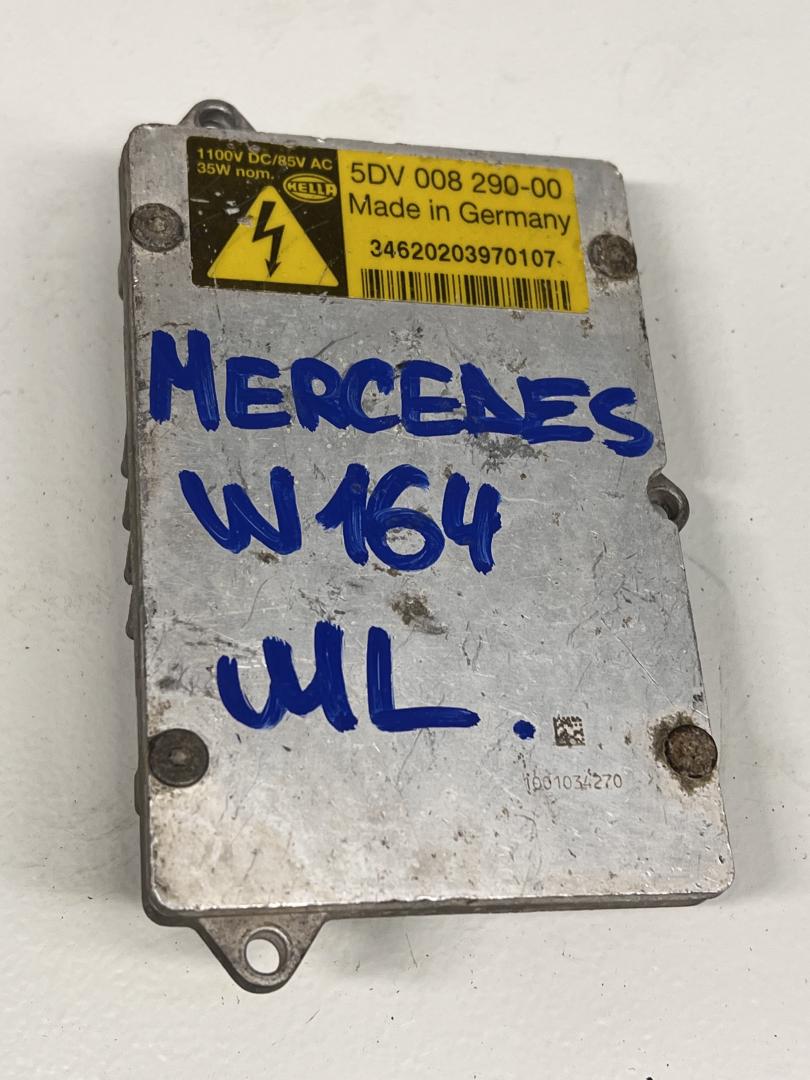 1100V DC/85V AC
35W nom.
HELLA
5DV 008 290-00
Made in Germany
34620203970107
MERCEDES
W164
ML.
1001034270